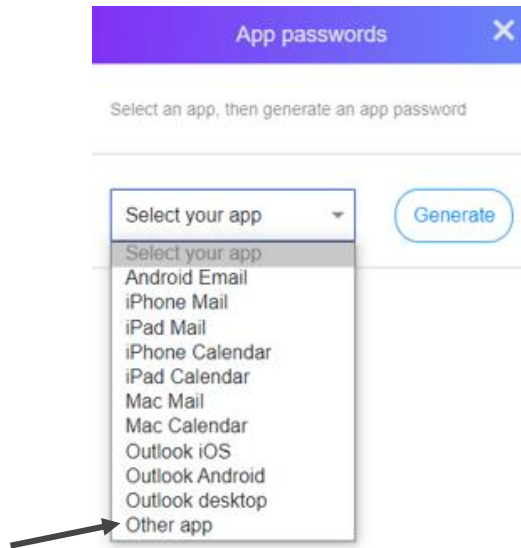 App passwords
Select an app, then generate an app password
Select your app
Generate
Select your app
Android Email
iPhone Mail
iPad Mail
iPhone Calendar
iPad Calendar
Mac Mail
Mac Calendar
Outlook iOS
Outlook Android
Outlook desktop
Other app